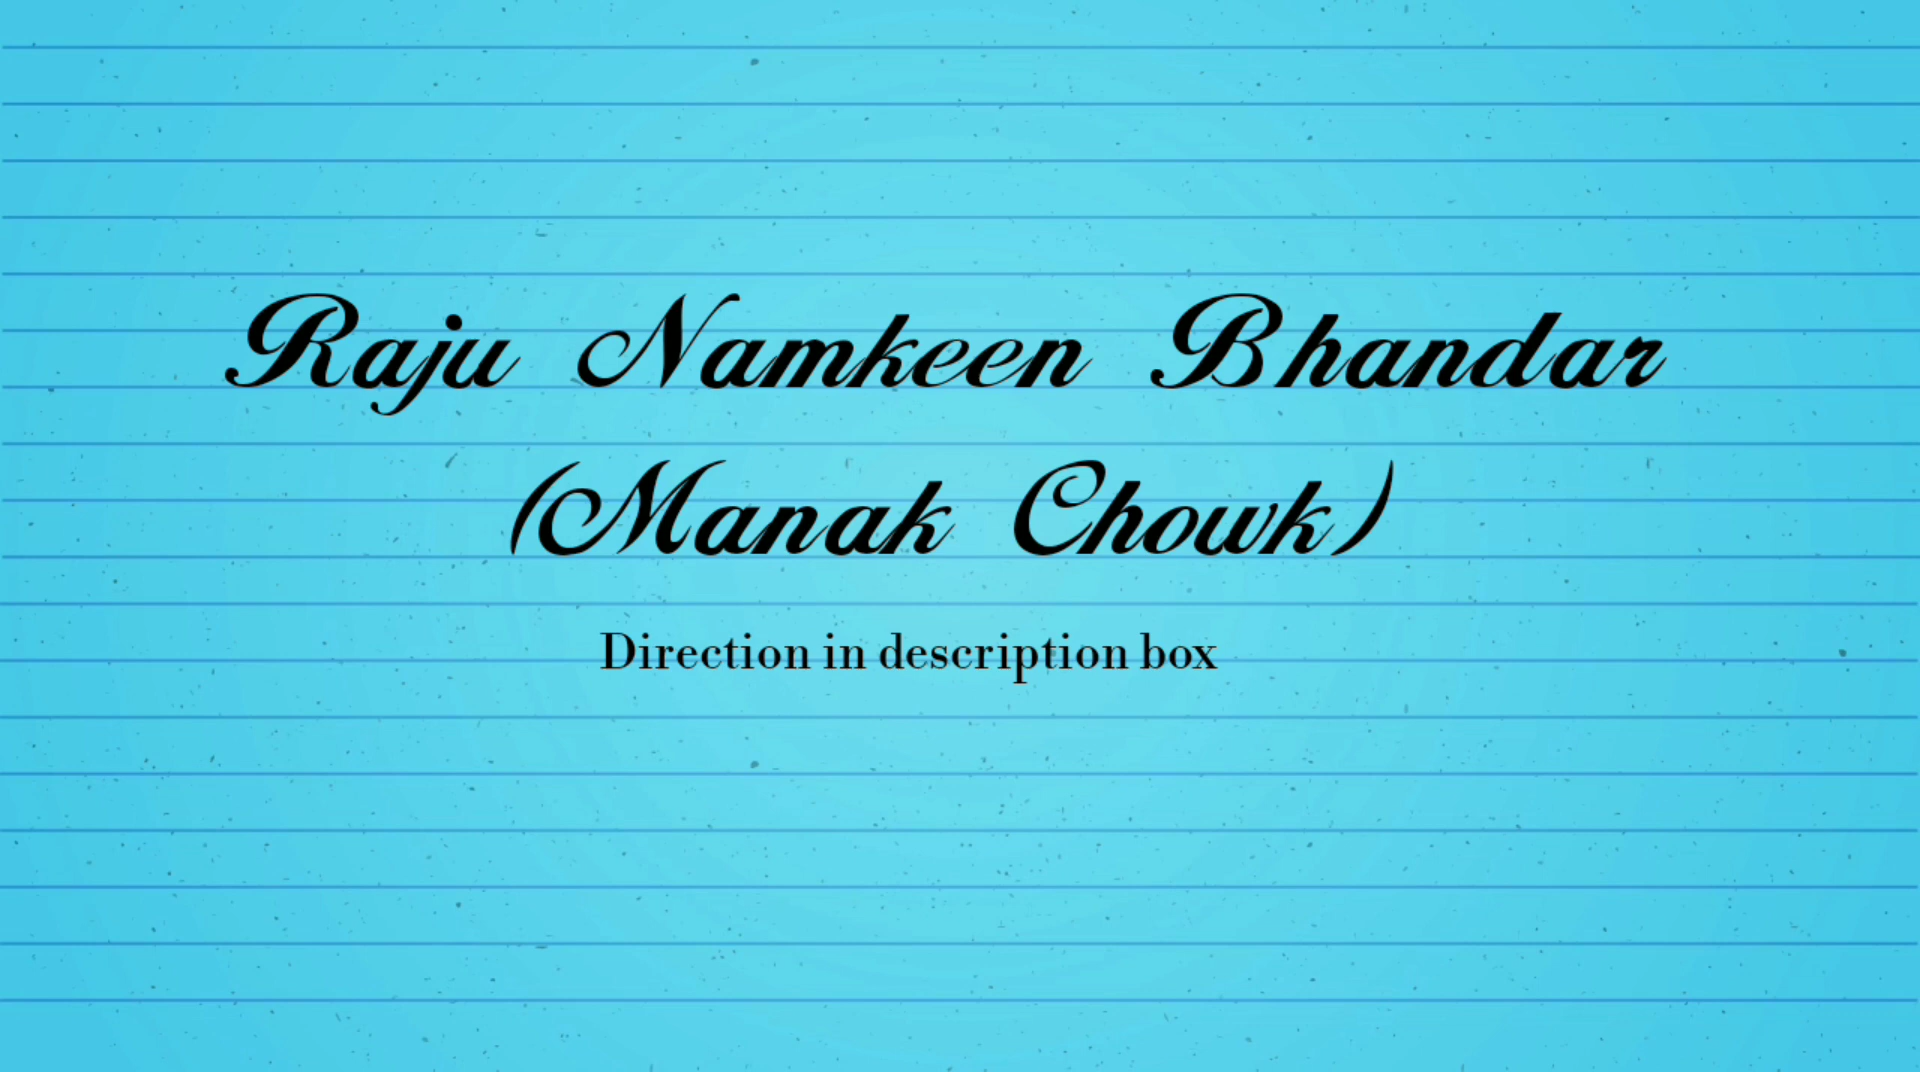 Raju Namkeen Bhandar
(Manak Chowk)
Direction in description box